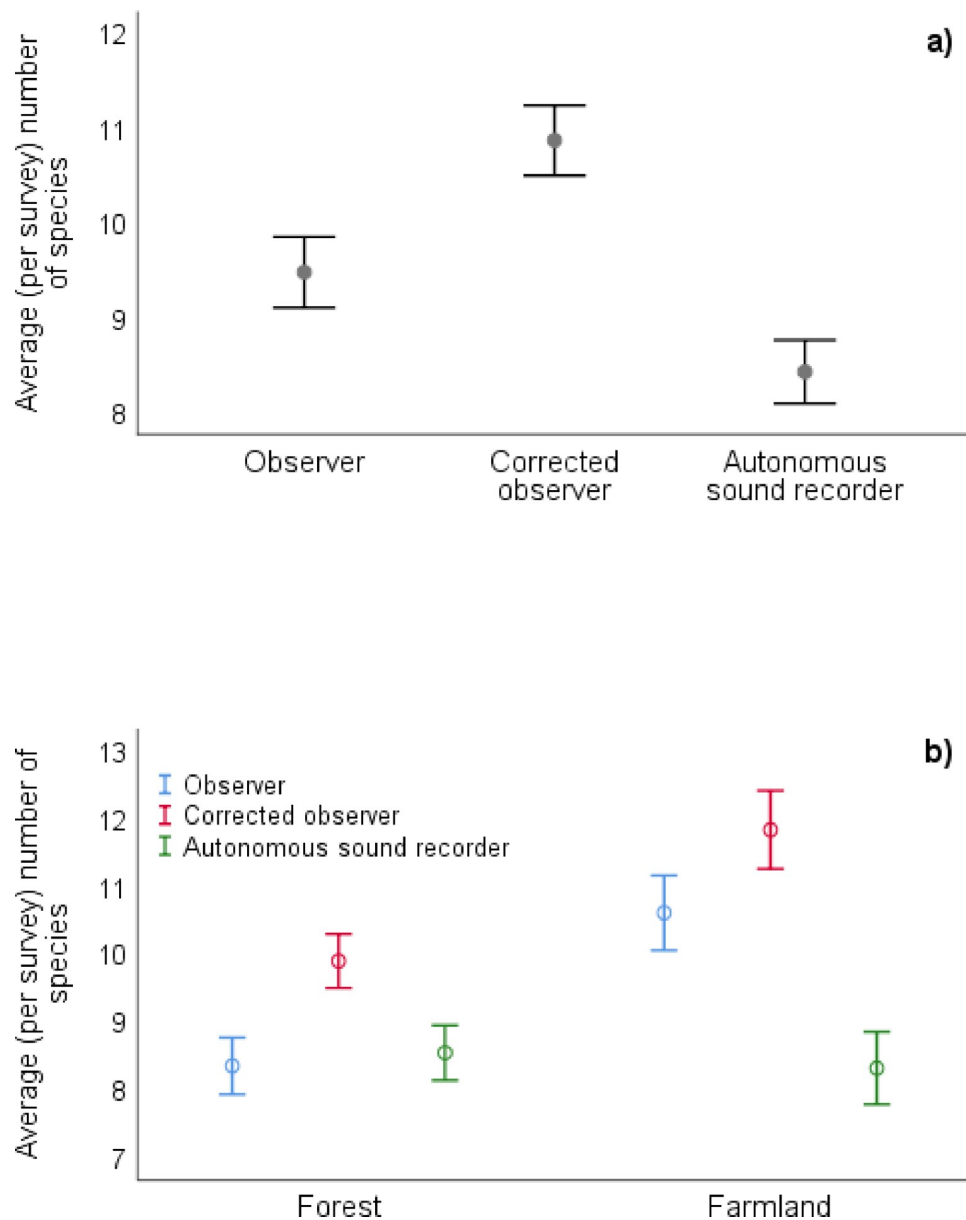 a)
Average (per survey) number
of species
12
11
10
9
8
Observer
Corrected
observer
Autonomous
sound recorder
b)
Average (per survey) number of
species
13
12
11
10
9
8
7
Observer
Corrected observer
Autonomous sound recorder
Forest
Farmland